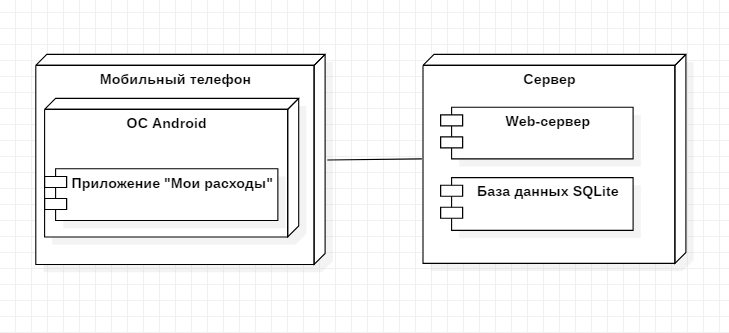 Мобильный телефон
ОС Android
Приложение "Мои расходы"
Сервер
Web-сервер
База данных SQLite